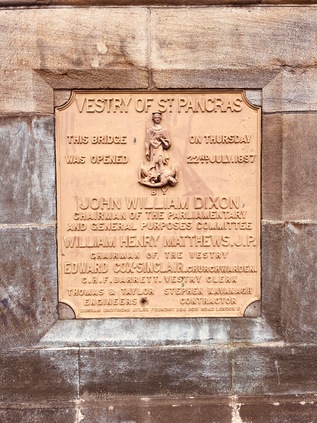 VESTRY OF ST PANCRAS
THIS BRIDGE ON THURSDAY
WAS OPENED 22ND JULY. 1897
BY
JOHN WILLIAM DIXON
CHAIRMAN OF THE PARLIAMENTARY
AND GENERAL PURPOSES COMMITTEE
WILLIAM HENRY MATTHEWS. J.P.
CHAIRMAN OF THE VESTRY
EDWARD COX-SINCLAIR. CHURCHWARDEN.
C. H. F. BARRETT. VESTRY CLERK
THOMAS & TAYLOR STEPHEN KAVANAGH
ENGINEERS CONTRACTOR